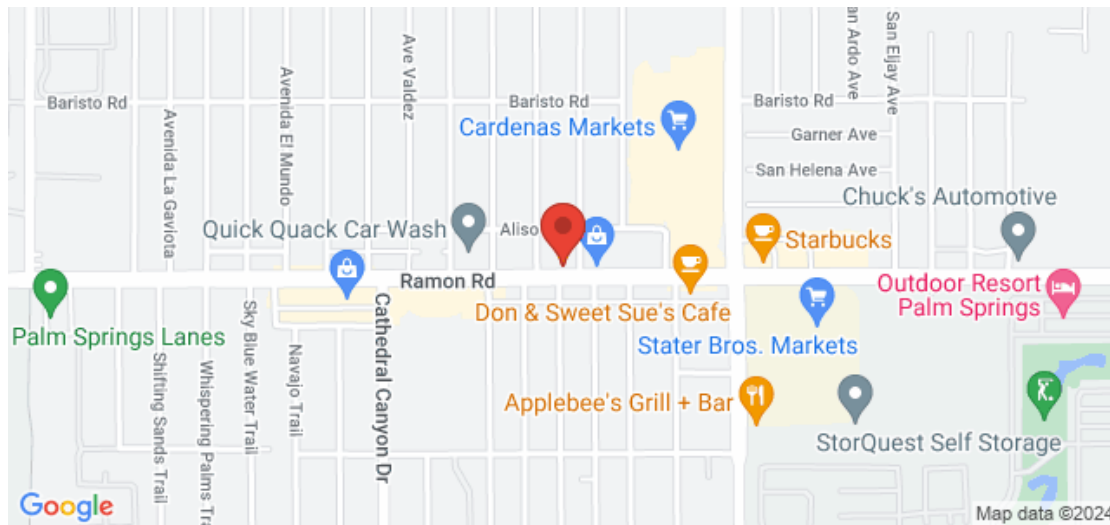 Baristo Rd
Avenida La Gaviota
Avenida El Mundo
Ave Valdez
Baristo Rd
Cardenas Markets
Baristo Rd
an Ardo Ave
San Eljay Ave
Garner Ave
San Helena Ave
Chuck's Automotive
Quick Quack Car Wash
Aliso
Starbucks
Ramon Rd
Don & Sweet Sue's Cafe
Outdoor Resort
Palm Springs
Palm Springs Lanes
Stater Bros. Markets
Shifting Sands Trail
Whispering Palms Tra
Sky Blue Water Trail
Navajo Trail
Cathedral Canyon Dr
Applebee's Grill + Bar
StorQuest Self Storage
Google
Map data ©2024